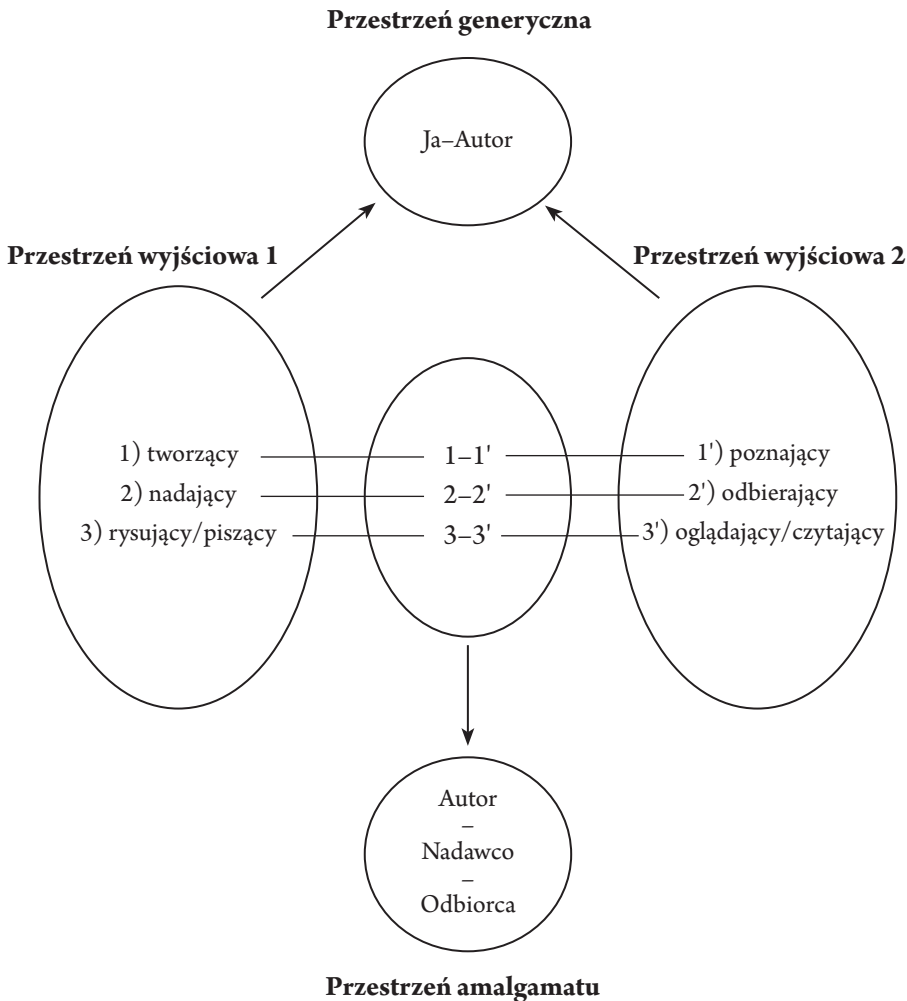 Przestrzeń generyczna
Ja–Autor
Przestrzeń wyjściowa 1
Przestrzeń wyjściowa 2
1) tworzący
1–1'
1') poznający
2) nadający
2–2'
2') odbierający
3) rysujący/piszący
3–3'
3') oglądający/czytający
Autor
–
Nadawco
–
Odbiorca
Przestrzeń amalgamatu